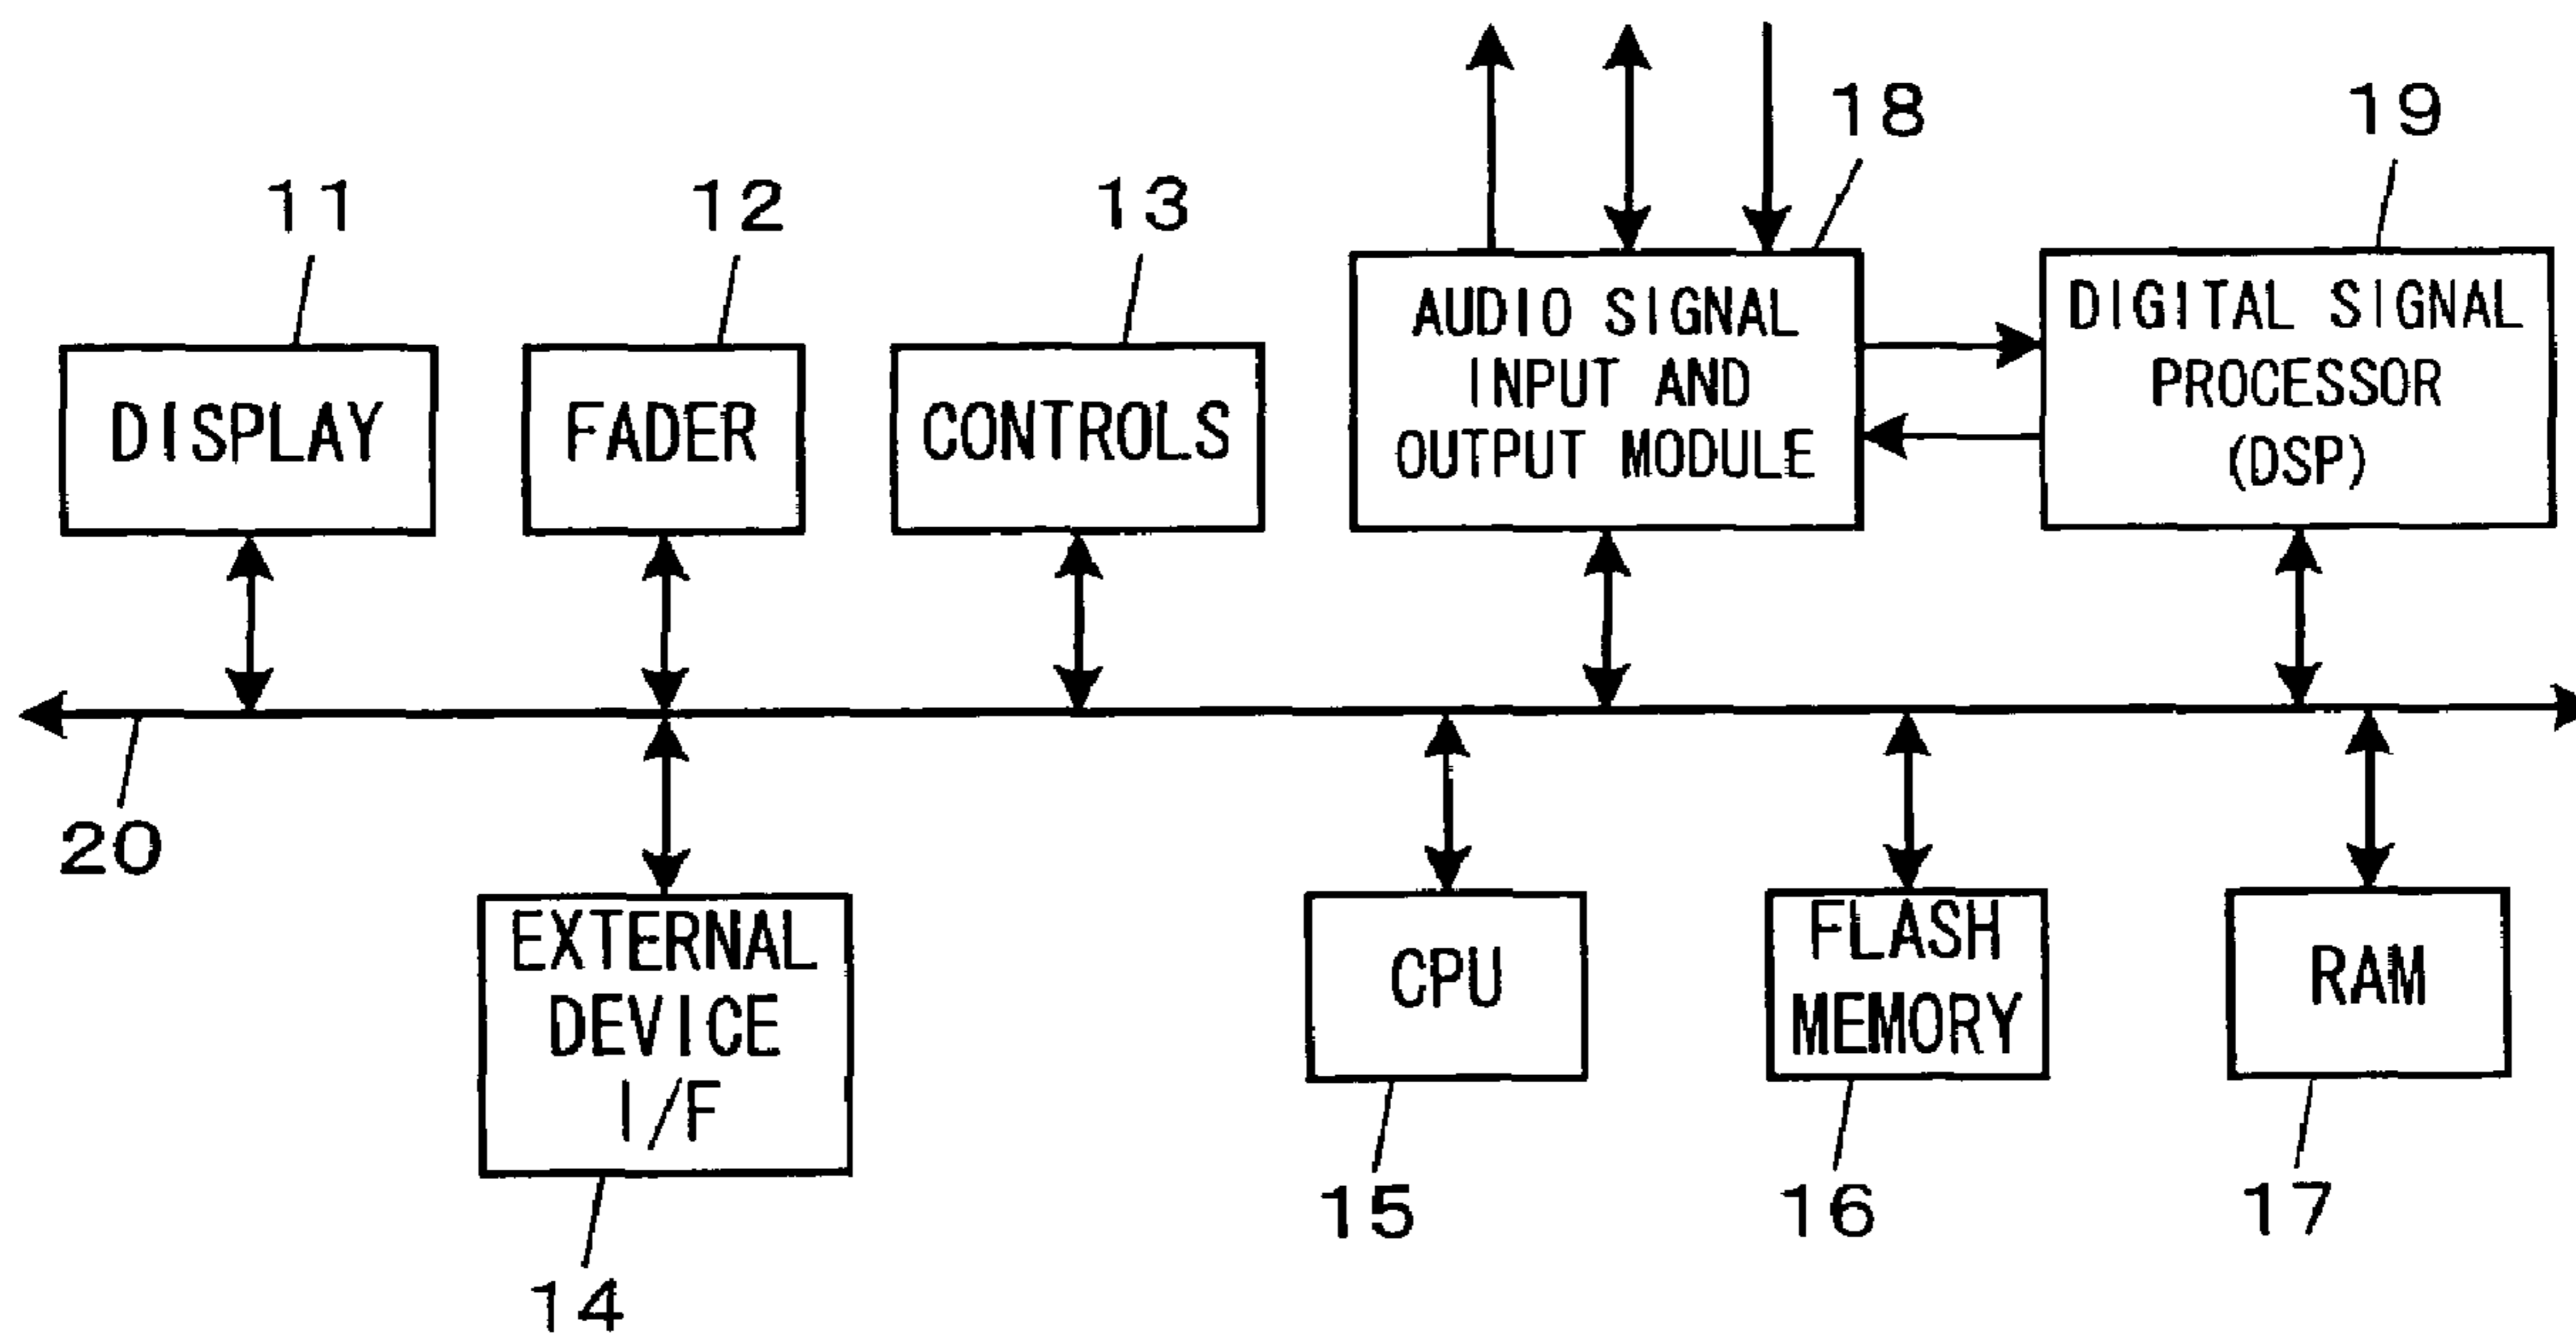 18
19
11
12
13
DISPLAY
FADER
CONTROLS
AUDIO SIGNAL
INPUT AND
OUTPUT MODULE
DIGITAL SIGNAL
PROCESSOR
(DSP)
20
EXTERNAL
DEVICE
I/F
CPU
FLASH
MEMORY
RAM
14
15
16
17